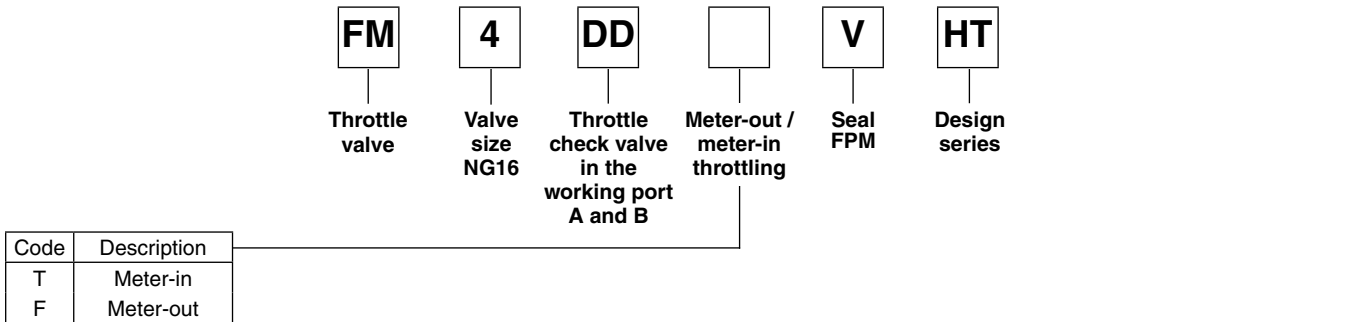 FM 4 DD V HT
Throttle valve
Valve size NG16
Throttle check valve in the working port A and B
Meter-out / meter-in throttling
Seal FPM
Design series
Code Description
T Meter-in
F Meter-out